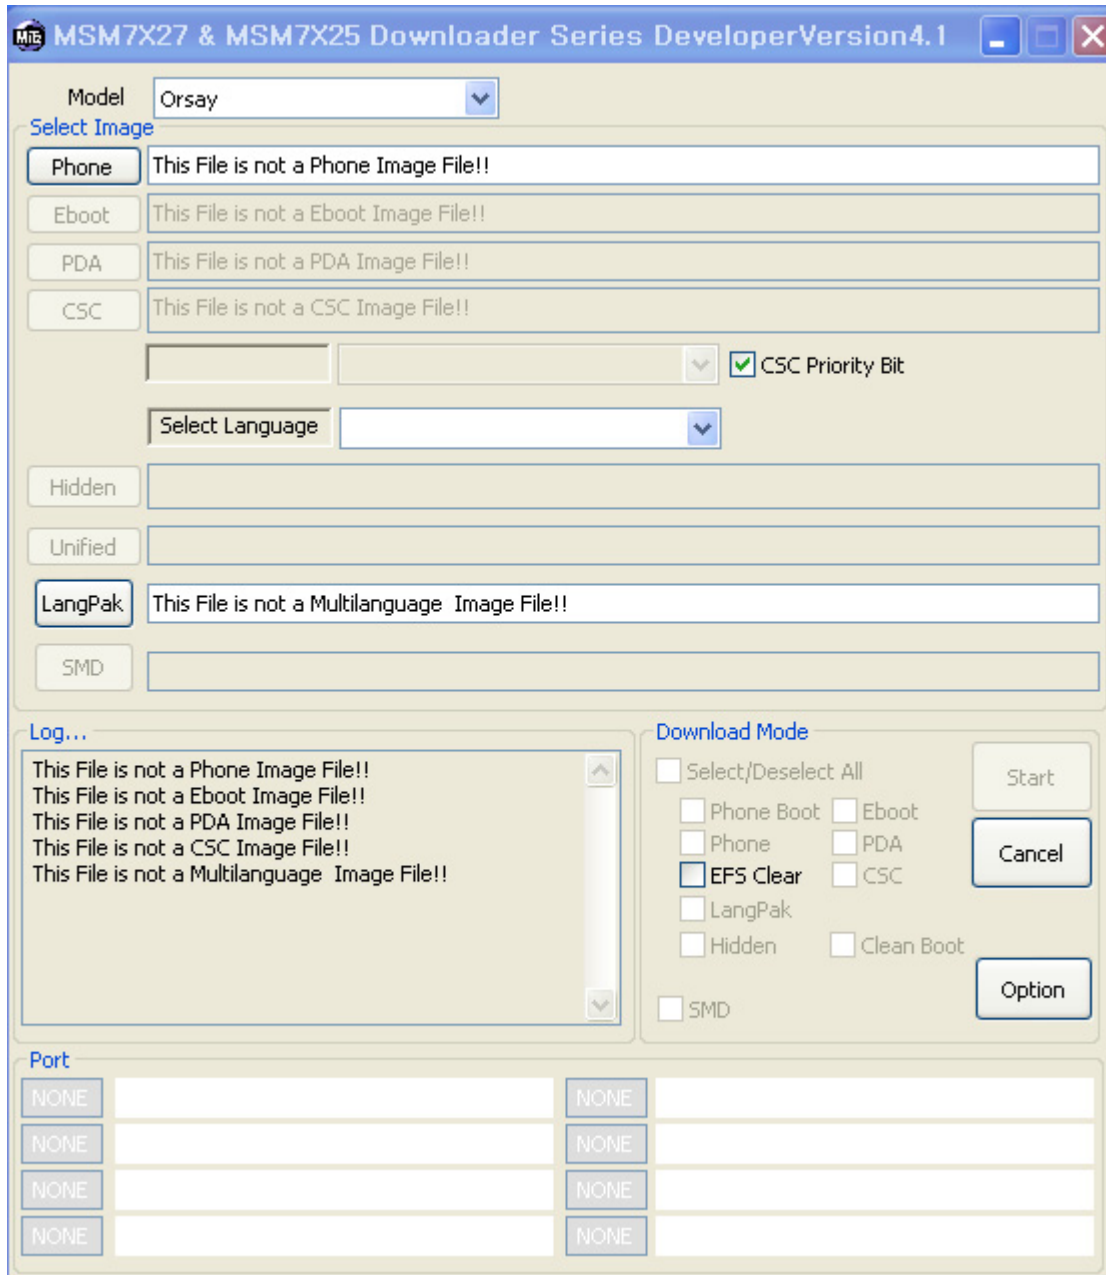 MSM7X27 & MSM7X25 Downloader Series DeveloperVersion4.1
Model Orsay
Select Image
Phone This File is not a Phone Image File!!
Eboot This File is not a Eboot Image File!!
PDA This File is not a PDA Image File!!
CSC This File is not a CSC Image File!!
CSC Priority Bit
Select Language
Hidden
Unified
LangPak This File is not a Multilanguage  Image File!!
SMD
Log...
This File is not a Phone Image File!!
This File is not a Eboot Image File!!
This File is not a PDA Image File!!
This File is not a CSC Image File!!
This File is not a Multilanguage  Image File!!
Download Mode
Select/Deselect All
Phone Boot Eboot
Phone PDA
EFS Clear CSC
LangPak
Hidden Clean Boot
SMD
Start
Cancel
Option
Port
NONE NONE
NONE NONE
NONE NONE
NONE NONE